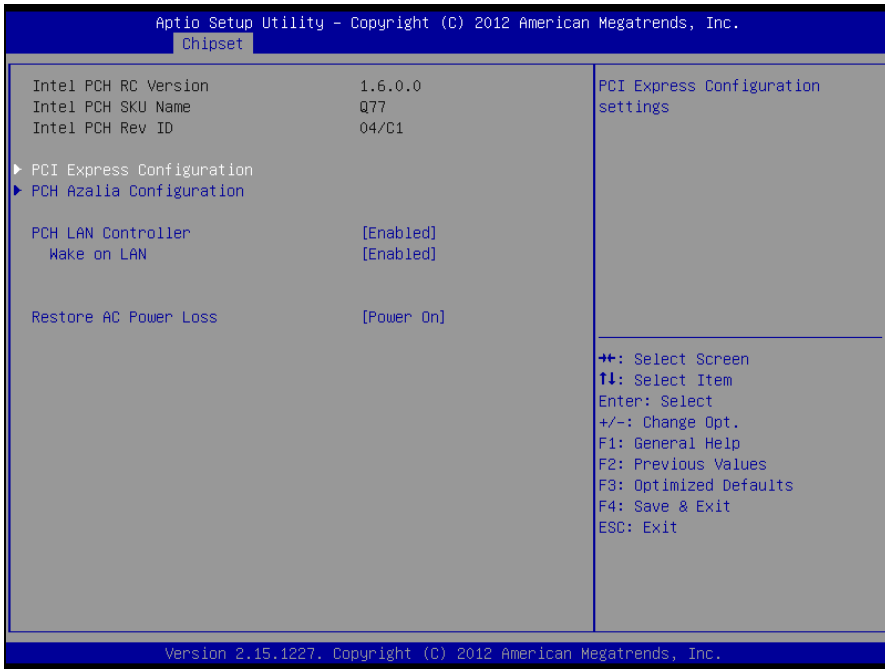 Aptio Setup Utility – Copyright (C) 2012 American Megatrends, Inc.
Chipset
Intel PCH RC Version 1.6.0.0
Intel PCH SKU Name Q77
Intel PCH Rev ID 04/C1
PCI Express Configuration
PCH Azalia Configuration
PCH LAN Controller [Enabled]
Wake on LAN [Enabled]
Restore AC Power Loss [Power On]
PCI Express Configuration
settings
→←: Select Screen
↑↓: Select Item
Enter: Select
+/-: Change Opt.
F1: General Help
F2: Previous Values
F3: Optimized Defaults
F4: Save & Exit
ESC: Exit
Version 2.15.1227. Copyright (C) 2012 American Megatrends, Inc.